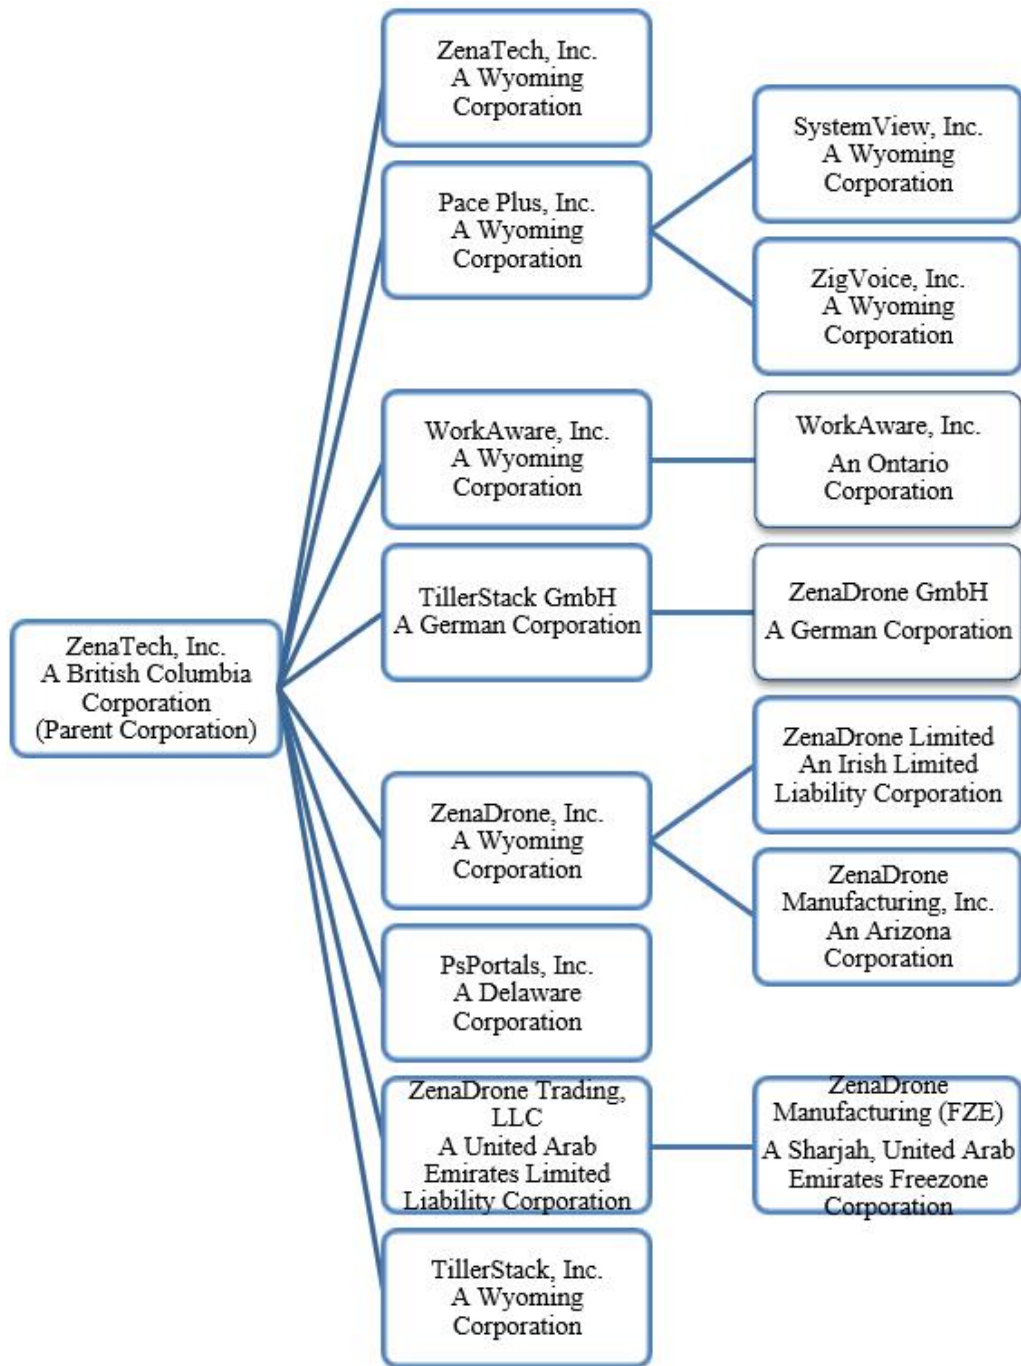 ZenaTech, Inc.
A British Columbia
Corporation
(Parent Corporation)
ZenaTech, Inc.
A Wyoming
Corporation
Pace Plus, Inc.
A Wyoming
Corporation
SystemView, Inc.
A Wyoming
Corporation
ZigVoice, Inc.
A Wyoming
Corporation
WorkAware, Inc.
A Wyoming
Corporation
WorkAware, Inc.
An Ontario
Corporation
TillerStack GmbH
A German Corporation
ZenaDrone GmbH
A German Corporation
ZenaDrone, Inc.
A Wyoming
Corporation
ZenaDrone Limited
An Irish Limited
Liability Corporation
ZenaDrone
Manufacturing, Inc.
An Arizona
Corporation
PsPortals, Inc.
A Delaware
Corporation
ZenaDrone Trading,
LLC
A United Arab
Emirates Limited
Liability Corporation
ZenaDrone
Manufacturing (FZE)
A Sharjah, United Arab
Emirates Freezone
Corporation
TillerStack, Inc.
A Wyoming
Corporation